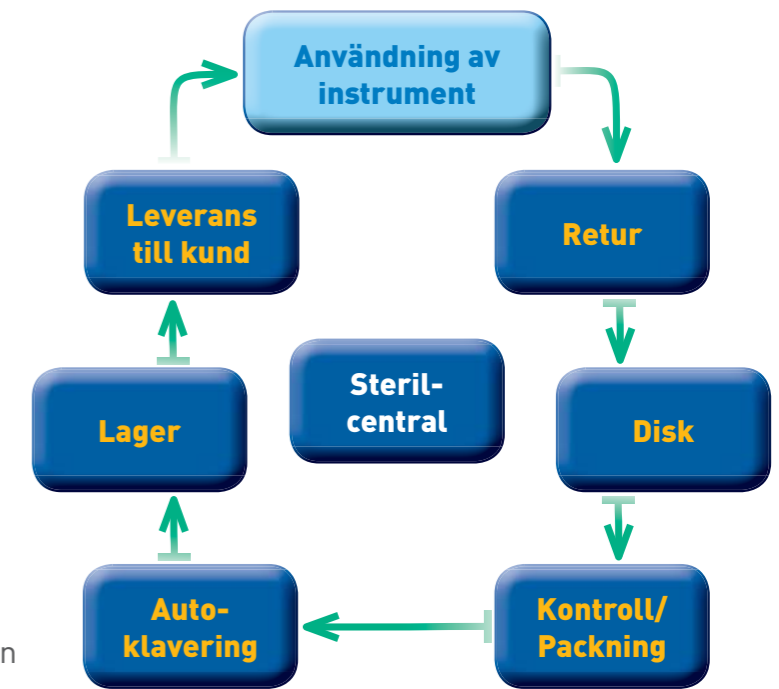 Användning av
instrument
Leverans
till kund
Retur
Steril-
central
Lager
Disk
Auto-
klavering
Kontroll/
Packning
n